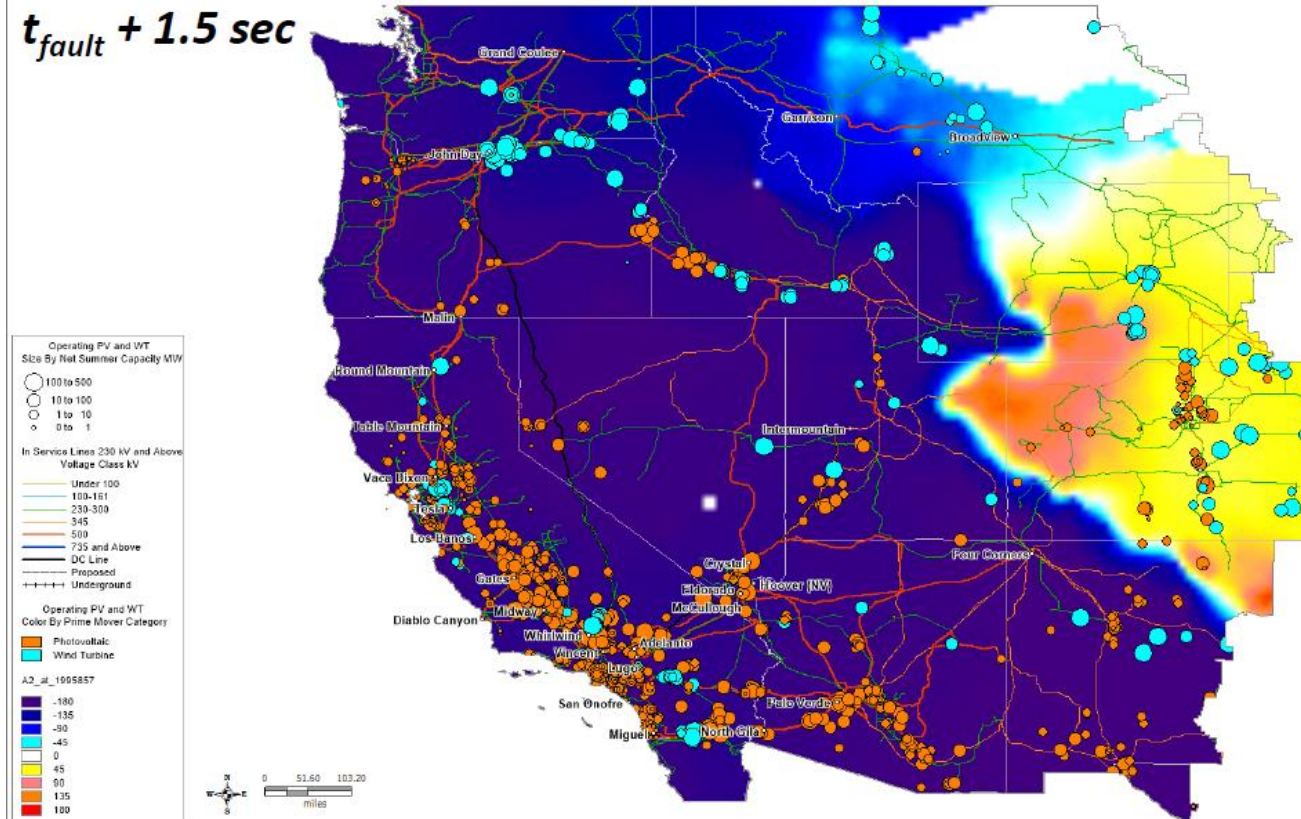 t_fault + 1.5 sec
Grand Coulee
Garrison
Broadview
John Day
Malin
Round Mountain
Table Mountain
Intermountain
Vaca Dixon
Tesla
Los Banos
Four Corners
Crystal
Gates
Eldorado
Hoover (NV)
Midway
McCullough
Diablo Canyon
Whirlwind
Adelanto
Vincent
Lugo
San Onofre
Palo Verde
Miguel
North Gila
Operating PV and WT
Size By Net Summer Capacity MW
100 to 500
10 to 100
1 to 10
0 to 1
In Service Lines 230 kV and Above
Voltage Class kV
Under 100
100-161
230-300
345
500
735 and Above
DC Line
Proposed
Underground
Operating PV and WT
Color By Prime Mover Category
Photovoltaic
Wind Turbine
A2_at_1995857
-180
-135
-90
-45
0
45
90
135
180
N
W E
S
0 51.60 103.20
miles